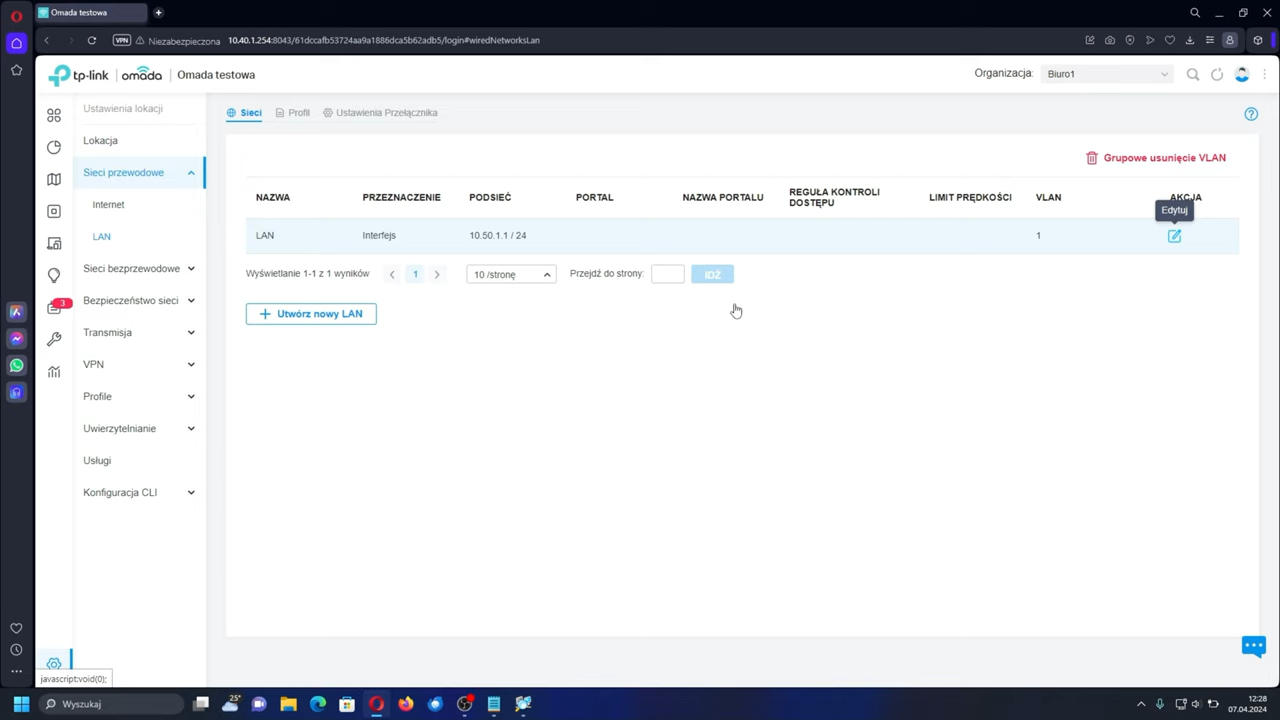 Omada testowa
VPN
Niezabezpieczona
10.40.1.254:8043/61dccafb53724aa9a1886dca5b62adb5/login#wiredNetworksLan
tp-link | omada | Omada testowa
Organizacja:
Biuro1
Ustawienia lokacji
Lokacja
Sieci przewodowe
Internet
LAN
Sieci bezprzewodowe
Bezpieczeństwo sieci
Transmisja
VPN
Profile
Uwierzytelnianie
Usługi
Konfiguracja CLI
3
Sieci
Profil
Ustawienia Przełącznika
Grupowe usunięcie VLAN
NAZWA PRZEZNACZENIE PODSIEĆ PORTAL NAZWA PORTALU REGUŁA KONTROLI DOSTĘPU LIMIT PRĘDKOŚCI VLAN AKCJA
Edytuj
LAN Interfejs 10.50.1.1 / 24 1
Wyświetlanie 1-1 z 1 wyników
1
10 /stronę
Przejdź do strony:
IDŹ
Utwórz nowy LAN
javascript:void(0);
Wyszukaj
25°
12:28
07.04.2024